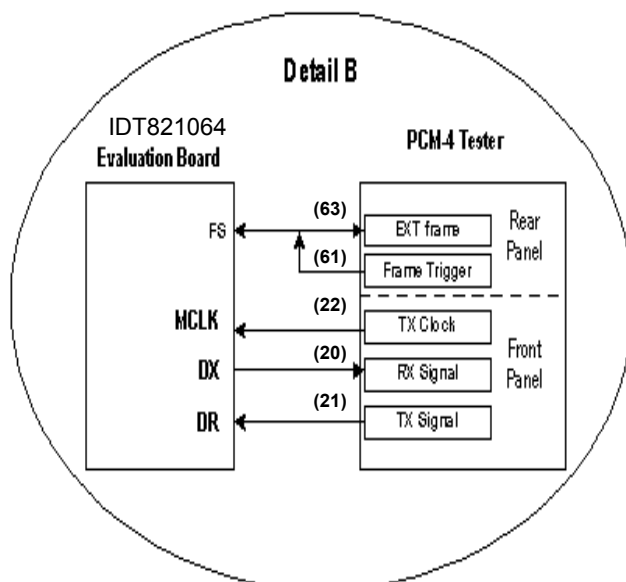 Detail B
IDT821064
Evaluation Board
PCM-4 Tester
FS
(63)
EXT frame
Rear
Panel
(61)
Frame Trigger
MCLK
(22)
TX Clock
Front
Panel
DX
(20)
RX Signal
DR
(21)
TX Signal